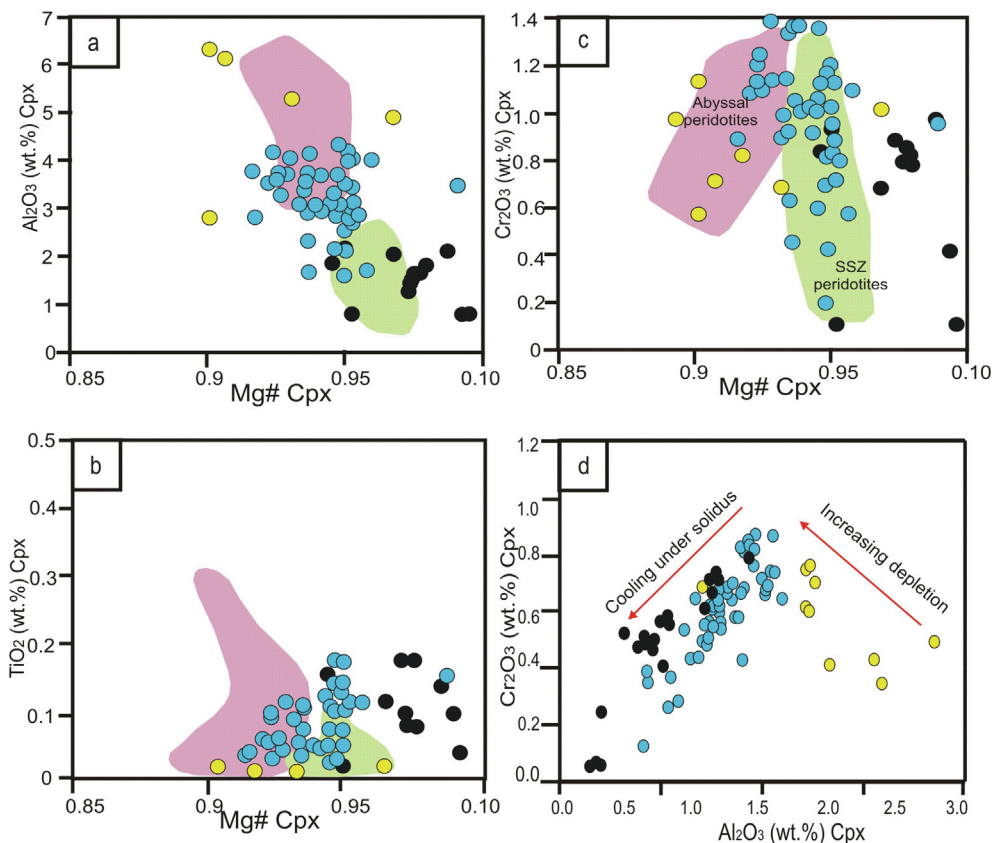 a
Al₂O₃ (wt.%) Cpx
7
6
5
4
3
2
1
0
0.85
0.9
0.95
0.10
Mg# Cpx
c
Cr₂O₃ (wt.%) Cpx
1.4
1.2
1.0
0.8
0.6
0.4
0.2
0
Abyssal
peridotites
SSZ
peridotites
0.85
0.9
0.95
0.10
Mg# Cpx
b
TiO₂ (wt.%) Cpx
0.5
0.4
0.3
0.2
0.1
0
0.85
0.9
0.95
0.10
Mg# Cpx
d
Cr₂O₃ (wt.%) Cpx
1.2
1.0
0.8
0.6
0.4
0.2
0.0
Cooling under solidus
Increasing depletion
0.0
0.5
1.0
1.5
2.0
2.5
3.0
Al₂O₃ (wt.%) Cpx